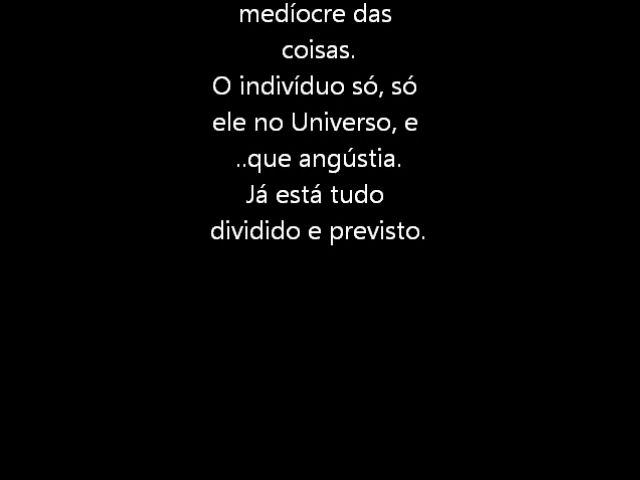 medíocre das
coisas.
O indivíduo só, só
ele no Universo, e
..que angústia.
Já está tudo
dividido e previsto.